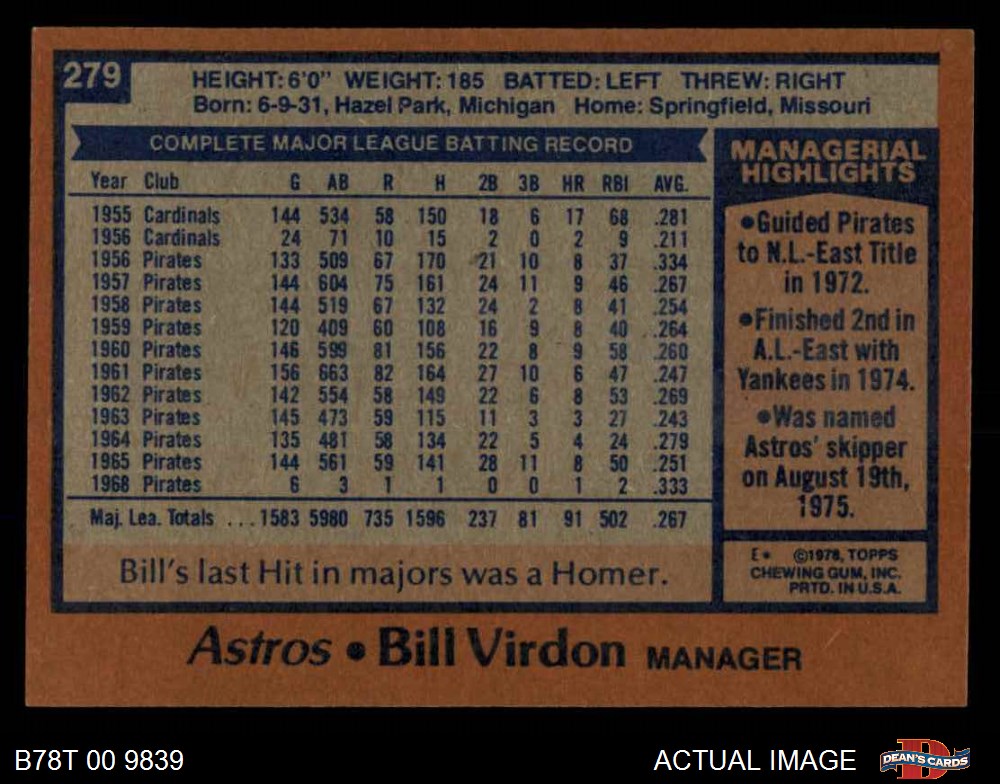 279
HEIGHT: 6'0" WEIGHT: 185 BATTED: LEFT THREW: RIGHT
Born: 6-9-31, Hazel Park, Michigan Home: Springfield, Missouri
COMPLETE MAJOR LEAGUE BATTING RECORD
Year Club G AB R H 2B 3B HR RBI AVG.
1955 Cardinals 144 534 58 150 18 6 17 68 .281
1956 Cardinals 24 71 10 15 2 0 2 9 .211
1956 Pirates 133 509 67 170 21 10 8 37 .334
1957 Pirates 144 604 75 161 24 11 9 46 .267
1958 Pirates 144 519 67 132 24 2 8 41 .254
1959 Pirates 120 409 60 108 16 9 8 40 .264
1960 Pirates 146 599 81 156 22 8 9 58 .260
1961 Pirates 156 663 82 164 27 10 6 47 .247
1962 Pirates 142 554 58 149 22 6 8 53 .269
1963 Pirates 145 473 59 115 11 3 3 27 .243
1964 Pirates 135 481 58 134 22 5 4 24 .279
1965 Pirates 144 561 59 141 28 11 8 50 .251
1968 Pirates 6 3 1 1 0 0 1 2 .333
Maj. Lea. Totals ... 1583 5980 735 1596 237 81 91 502 .267
Bill's last Hit in majors was a Homer.
MANAGERIAL
HIGHLIGHTS
•Guided Pirates
to N.L.-East Title
in 1972.
•Finished 2nd in
A.L.-East with
Yankees in 1974.
•Was named
Astros' skipper
on August 19th,
1975.
E* ©1978, TOPPS
CHEWING GUM, INC.
PRTD. IN U.S.A.
Astros • Bill Virdon MANAGER
B78T 00 9839
ACTUAL IMAGE
D
DEAN'S CARDS